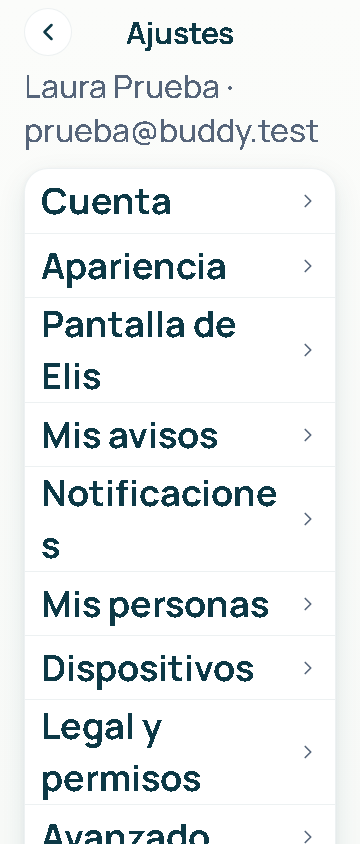 Ajustes
Laura Prueba ·
prueba@buddy.test
Cuenta
Apariencia
Pantalla de
Elis
Mis avisos
Notificacione
s
Mis personas
Dispositivos
Legal y
permisos
Avanzado